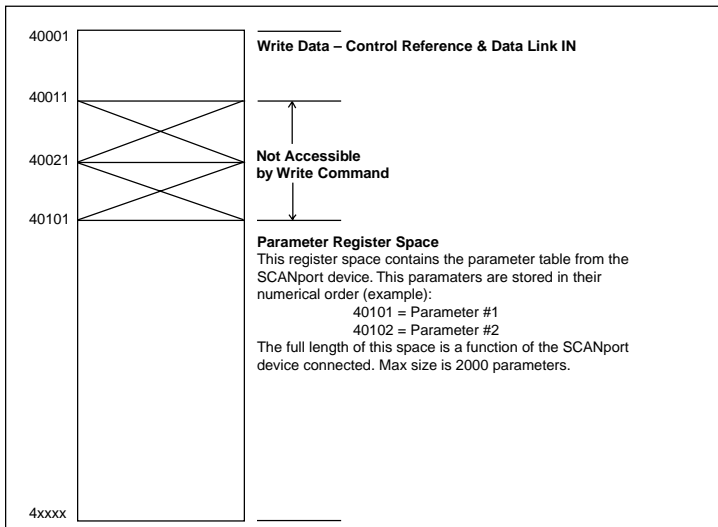 40001
Write Data – Control Reference & Data Link IN
40011
40021
Not Accessible
by Write Command
40101
Parameter Register Space
This register space contains the parameter table from the
SCANport device. This paramaters are stored in their
numerical order (example):
40101 = Parameter #1
40102 = Parameter #2
The full length of this space is a function of the SCANport
device connected. Max size is 2000 parameters.
4xxxx